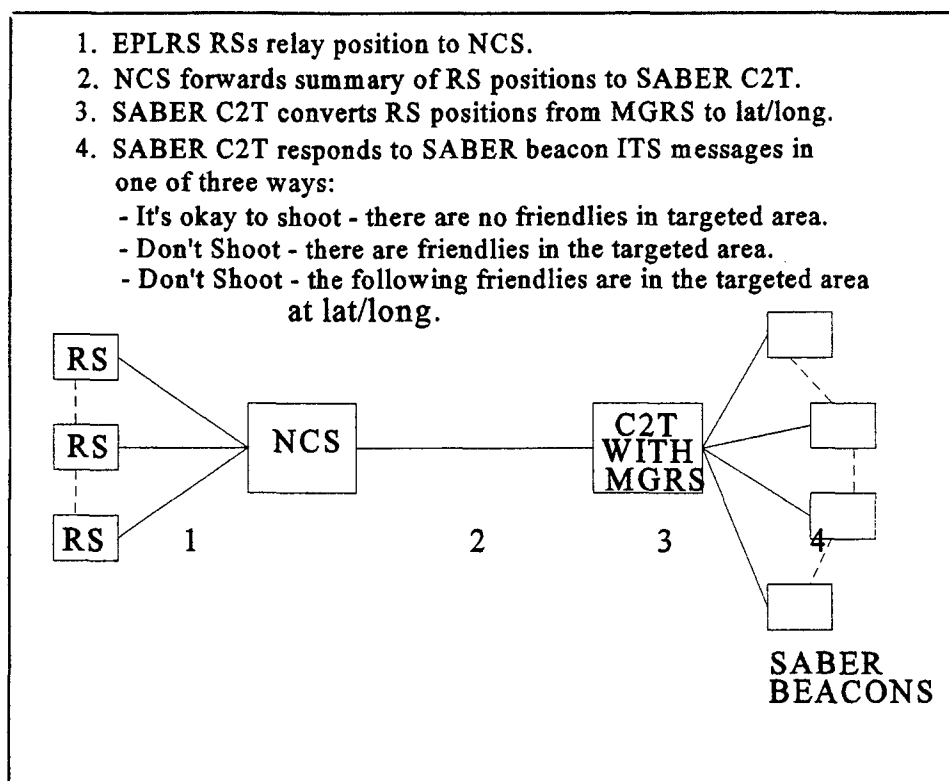 1. EPLRS RSs relay position to NCS.
2. NCS forwards summary of RS positions to SABER C2T.
3. SABER C2T converts RS positions from MGRS to lat/long.
4. SABER C2T responds to SABER beacon ITS messages in
one of three ways:
- It's okay to shoot - there are no friendlies in targeted area.
- Don't Shoot - there are friendlies in the targeted area.
- Don't Shoot - the following friendlies are in the targeted area
at lat/long.
RS
RS
RS
NCS
C2T
WITH
MGRS
1
2
3
4
SABER
BEACONS